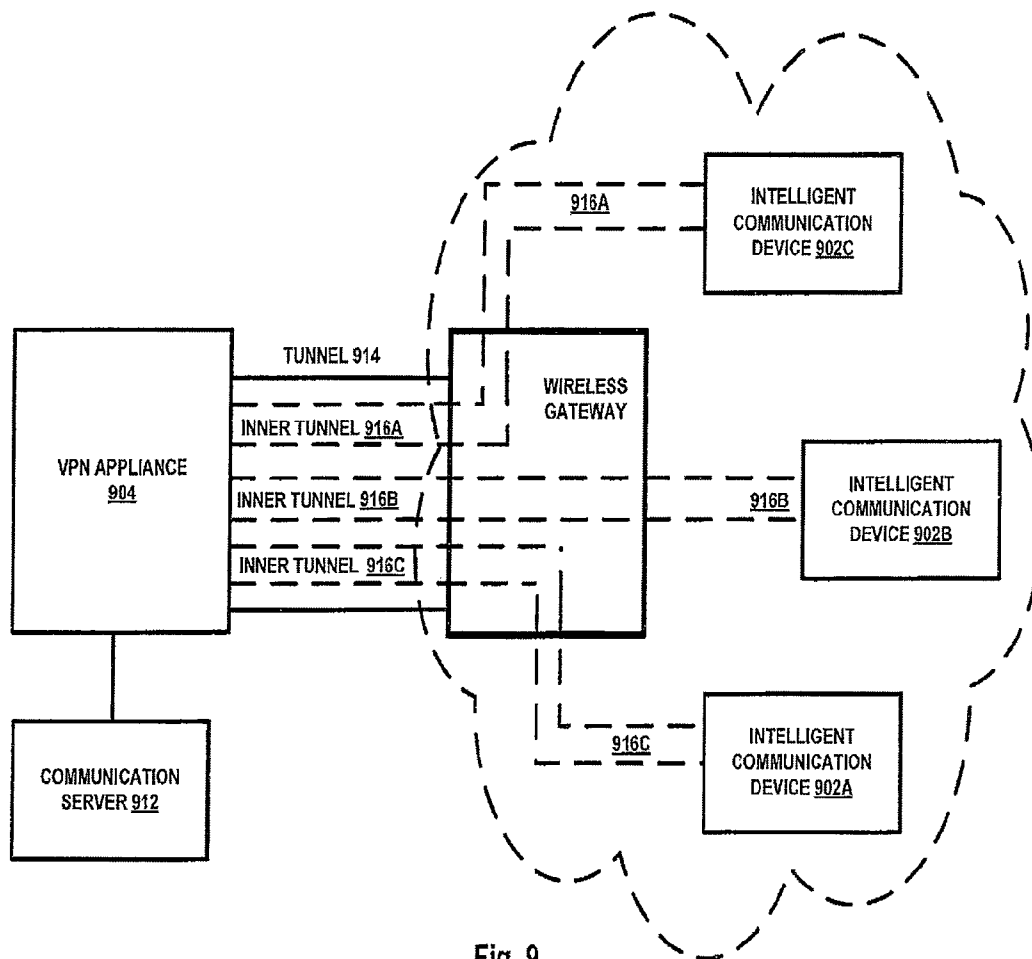 916A
INTELLIGENT
COMMUNICATION
DEVICE 902C
TUNNEL 914
WIRELESS
GATEWAY
INNER TUNNEL 916A
VPN APPLIANCE
904
INNER TUNNEL 916B
916B
INTELLIGENT
COMMUNICATION
DEVICE 902B
INNER TUNNEL 916C
916C
INTELLIGENT
COMMUNICATION
DEVICE 902A
COMMUNICATION
SERVER 912
Fig. 9